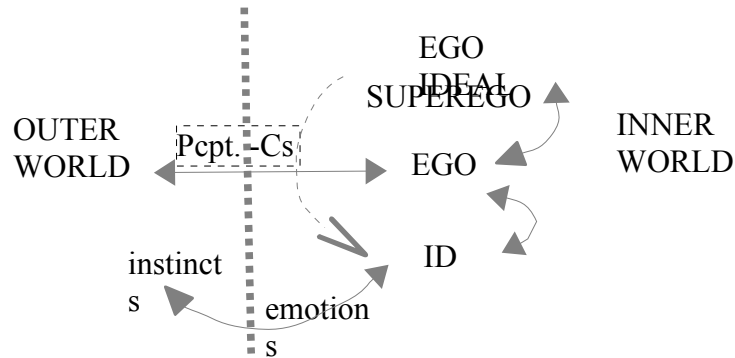 EGO
IDEAL
SUPEREGO
OUTER
WORLD
Pcpt. -Cs
EGO
INNER
WORLD
ID
instinct
s
emotion
s